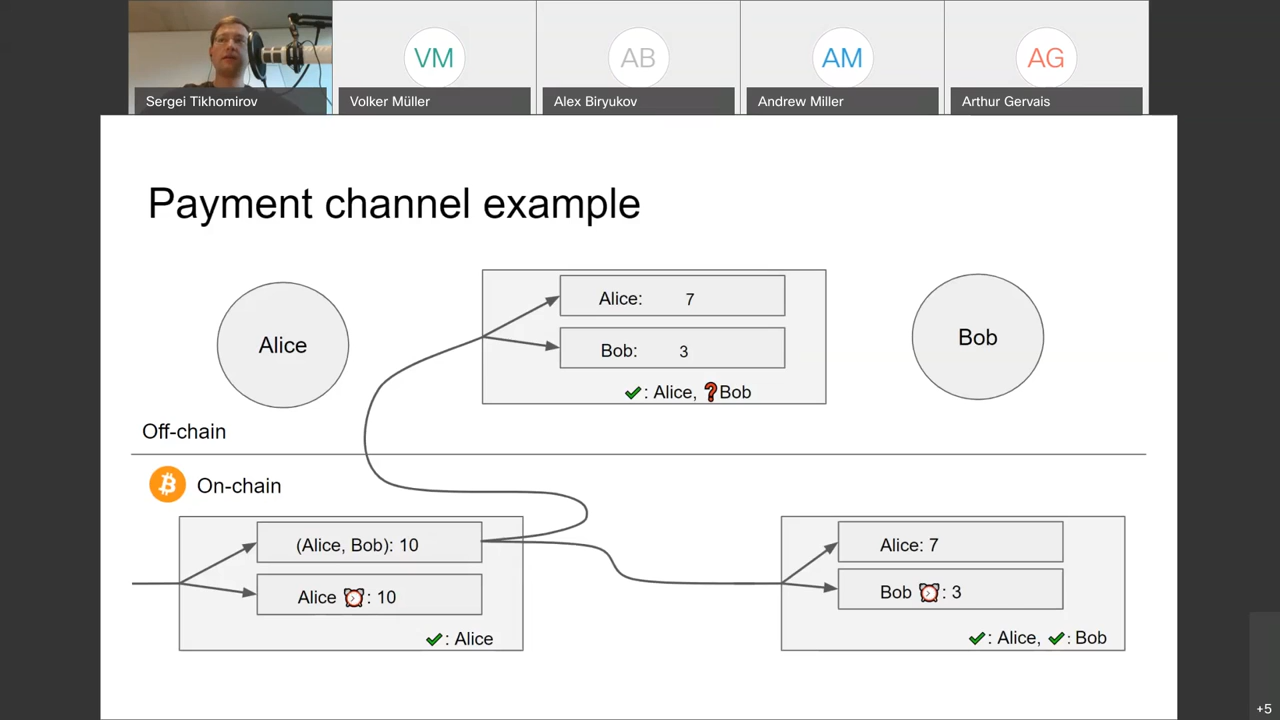 VM
AB
AM
AG
Sergei Tikhomirov
Volker Müller
Alex Biryukov
Andrew Miller
Arthur Gervais
Payment channel example
Alice
Alice: 7
Bob: 3
✔: Alice, ❓Bob
Bob
Off-chain
On-chain
(Alice, Bob): 10
Alice ⏰: 10
✔: Alice
Alice: 7
Bob ⏰: 3
✔: Alice, ✔: Bob
+5